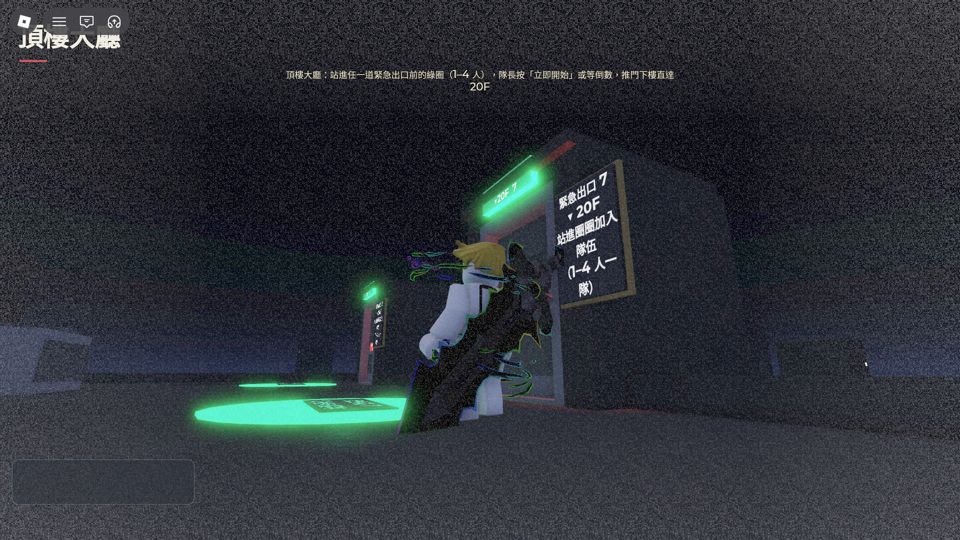 頂樓大廳
頂樓大廳：站進任一道緊急出口前的綠圈（1–4 人），隊長按「立即開始」或等倒數，推門下樓直達
20F
20F 7
緊急出口 7
▼ 20F
站進圈圈加入
隊伍
（1–4 人一
隊）